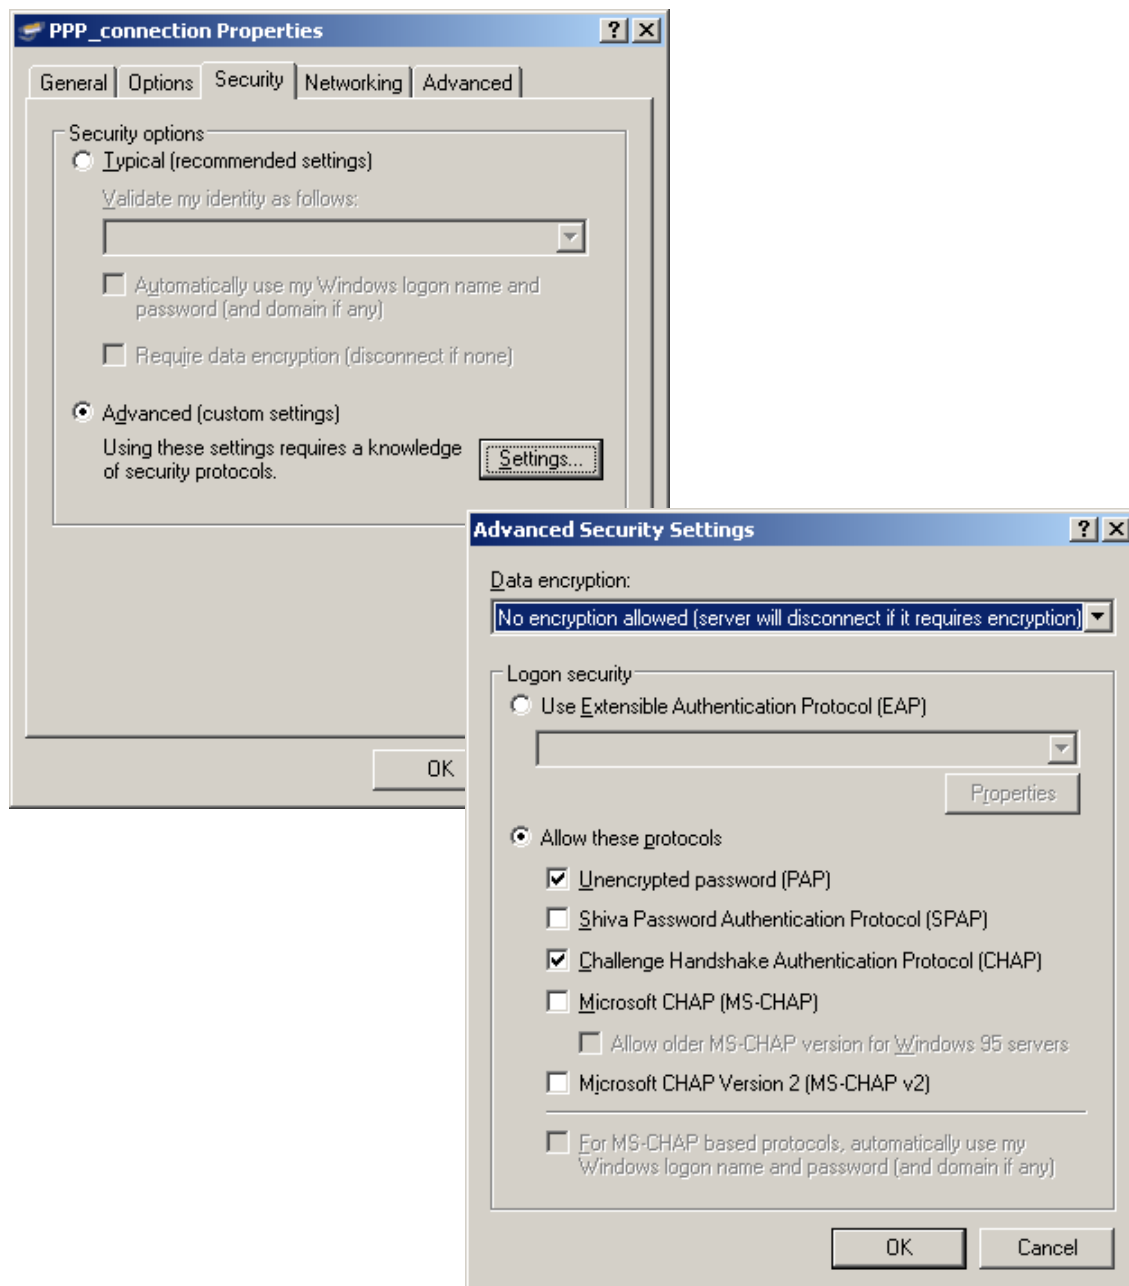 PPP_connection Properties
General Options Security Networking Advanced
Security options
Typical (recommended settings)
Validate my identity as follows:
Automatically use my Windows logon name and
password (and domain if any)
Require data encryption (disconnect if none)
Advanced (custom settings)
Using these settings requires a knowledge
of security protocols.
Settings...
OK
Advanced Security Settings
Data encryption:
No encryption allowed (server will disconnect if it requires encryption)
Logon security
Use Extensible Authentication Protocol (EAP)
Properties
Allow these protocols
Unencrypted password (PAP)
Shiva Password Authentication Protocol (SPAP)
Challenge Handshake Authentication Protocol (CHAP)
Microsoft CHAP (MS-CHAP)
Allow older MS-CHAP version for Windows 95 servers
Microsoft CHAP Version 2 (MS-CHAP v2)
For MS-CHAP based protocols, automatically use my
Windows logon name and password (and domain if any)
OK Cancel